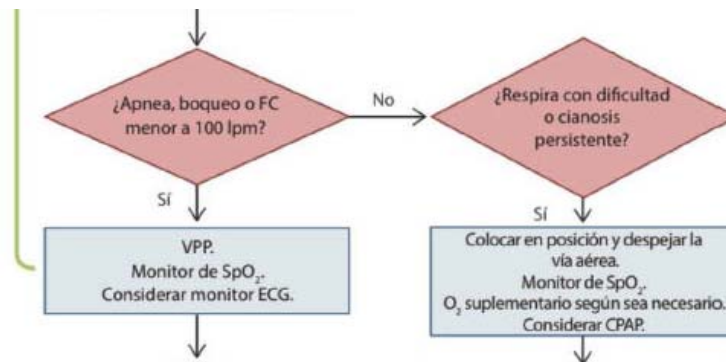 ¿Apnea, boqueo o FC
menor a 100 lpm?
No
¿Respira con dificultad
o cianosis
persistente?
Sí
VPP.
Monitor de SpO₂.
Considerar monitor ECG.
Sí
Colocar en posición y despejar la
vía aérea.
Monitor de SpO₂.
O₂ suplementario según sea necesario.
Considerar CPAP.